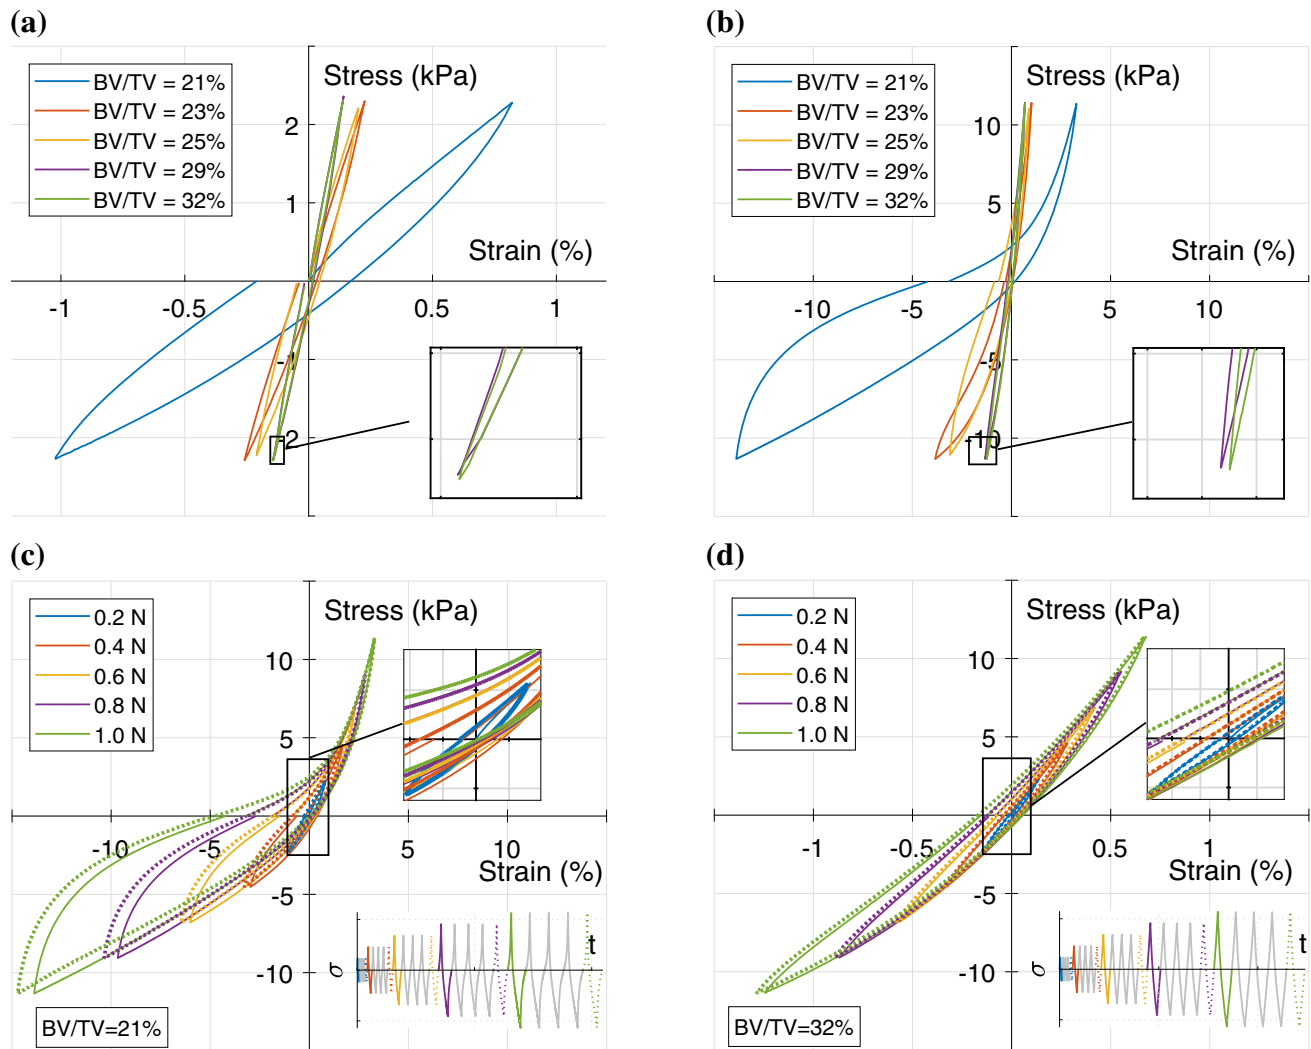 (a)
BV/TV = 21%
BV/TV = 23%
BV/TV = 25%
BV/TV = 29%
BV/TV = 32%
Stress (kPa)
Strain (%)
2
1
-1
-2
-1
-0.5
0.5
1
(b)
BV/TV = 21%
BV/TV = 23%
BV/TV = 25%
BV/TV = 29%
BV/TV = 32%
Stress (kPa)
Strain (%)
10
5
-5
-10
-10
-5
5
10
(c)
0.2 N
0.4 N
0.6 N
0.8 N
1.0 N
Stress (kPa)
Strain (%)
10
5
-5
-10
-10
-5
5
10
σ
t
BV/TV=21%
(d)
0.2 N
0.4 N
0.6 N
0.8 N
1.0 N
Stress (kPa)
Strain (%)
10
5
-5
-10
-1
-0.5
0.5
1
σ
t
BV/TV=32%